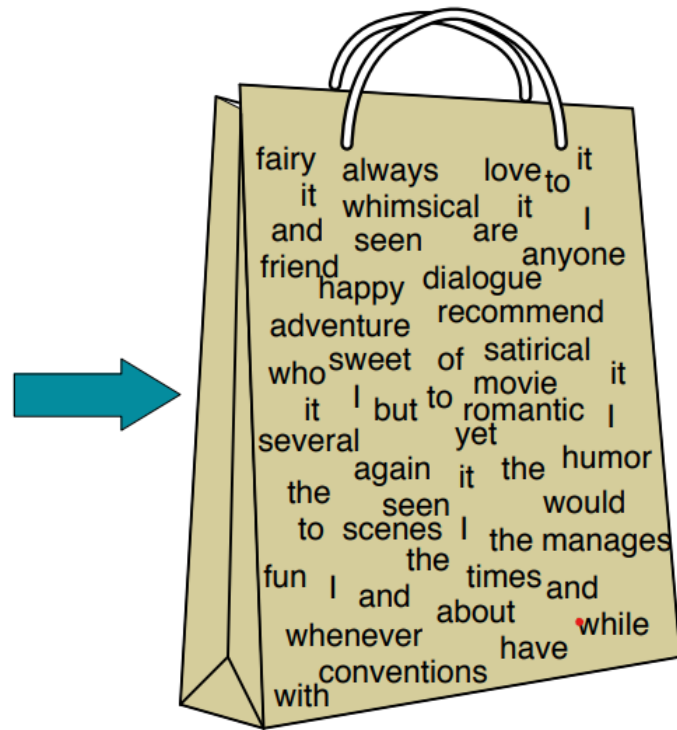 fairy always love to it
it whimsical it I
and seen are anyone
friend happy dialogue
adventure recommend
who sweet of satirical it
it I but to movie romantic I
several yet
again it the humor
the seen would
to scenes I the manages
the
fun I and times and
about while
whenever have
conventions
with